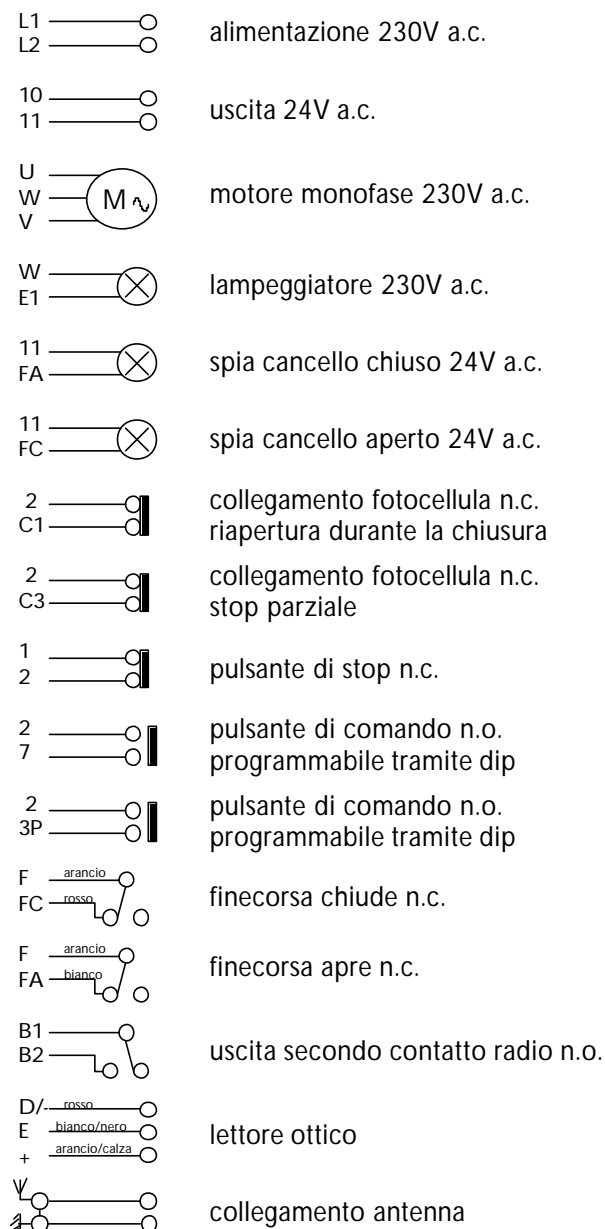 L1
L2
alimentazione 230V a.c.
10
11
uscita 24V a.c.
U
W
V
M
motore monofase 230V a.c.
W
E1
lampeggiatore 230V a.c.
11
FA
spia cancello chiuso 24V a.c.
11
FC
spia cancello aperto 24V a.c.
2
C1
collegamento fotocellula n.c.
riapertura durante la chiusura
2
C3
collegamento fotocellula n.c.
stop parziale
1
2
pulsante di stop n.c.
2
7
pulsante di comando n.o.
programmabile tramite dip
2
3P
pulsante di comando n.o.
programmabile tramite dip
F arancio
FC rosso
finecorsa chiude n.c.
F arancio
FA bianco
finecorsa apre n.c.
B1
B2
uscita secondo contatto radio n.o.
D/- rosso
E bianco/nero
+ arancio/calza
lettore ottico
collegamento antenna